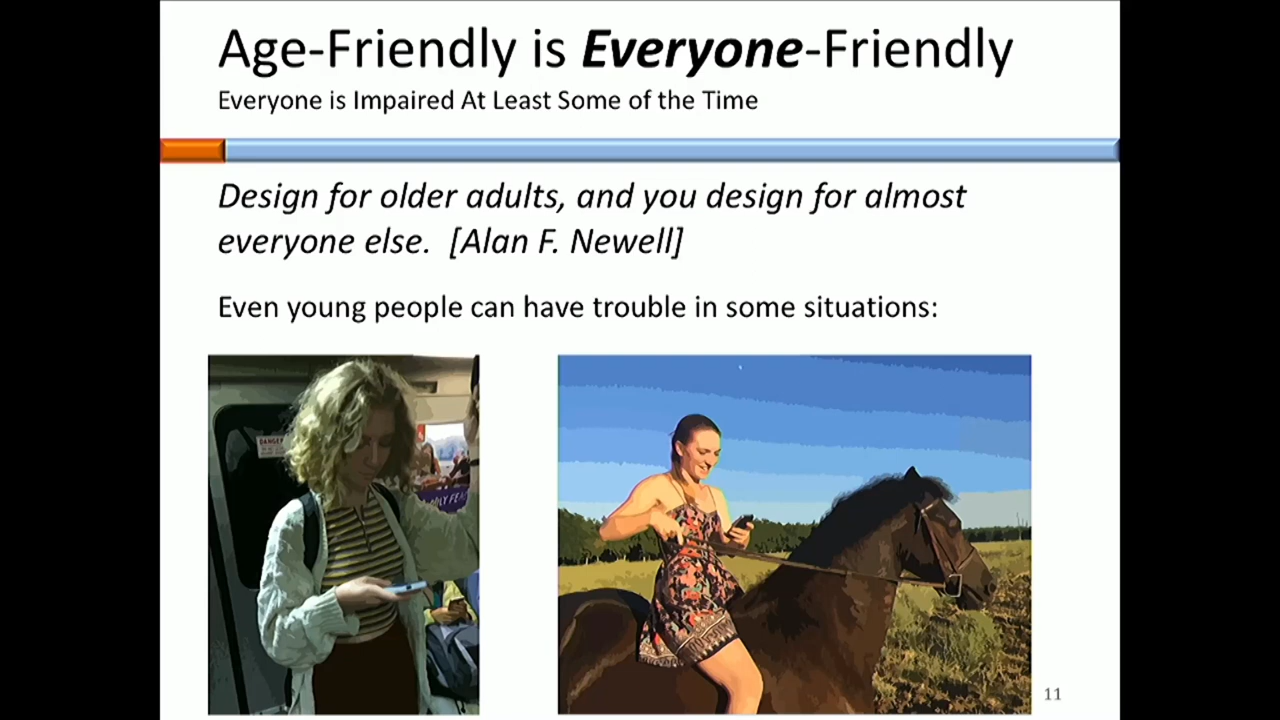 Age-Friendly is Everyone-Friendly
Everyone is Impaired At Least Some of the Time
Design for older adults, and you design for almost
everyone else. [Alan F. Newell]
Even young people can have trouble in some situations:
DANGER
11